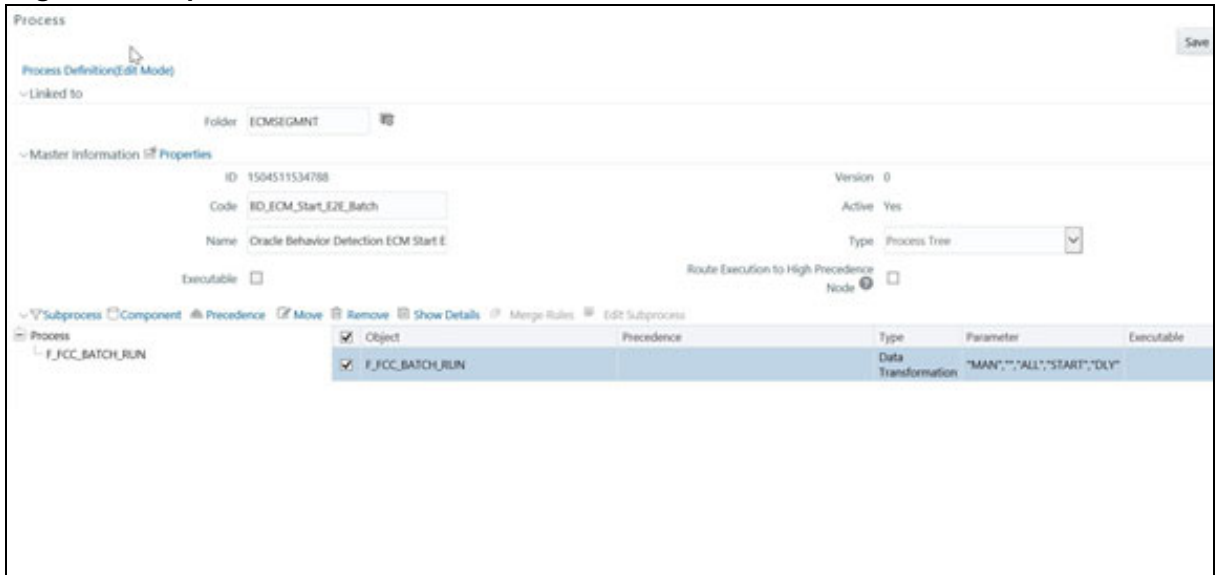 Process
Save
Process Definition(Edit Mode)
Linked to
Folder ECMSEGMNT
Master Information Properties
ID 1504511534788 Version 0
Code BD_ECM_Start_E2E_Batch Active Yes
Name Oracle Behavior Detection ECM Start E Type Process Tree
Executable Route Execution to High Precedence
Node
Subprocess Component Precedence Move Remove Show Details Merge Rules Edit Subprocess
Process Object Precedence Type Parameter Executable
F_FCC_BATCH_RUN F_FCC_BATCH_RUN Data
Transformation "MAN","","ALL","START","DLY"